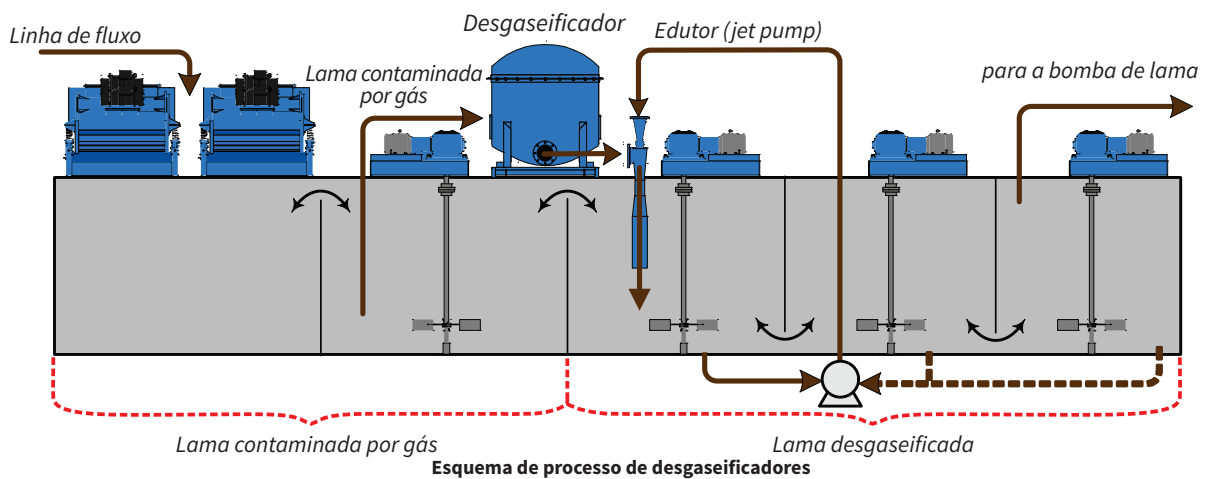 Linha de fluxo
Desgaseificador
Edutor (jet pump)
Lama contaminada
por gás
para a bomba de lama
Lama contaminada por gás
Lama desgaseificada
Esquema de processo de desgaseificadores